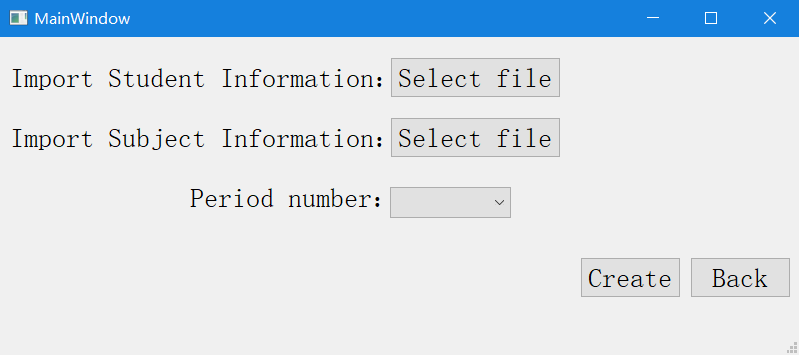 MainWindow
Import Student Information: Select file
Import Subject Information: Select file
Period number:
Create Back